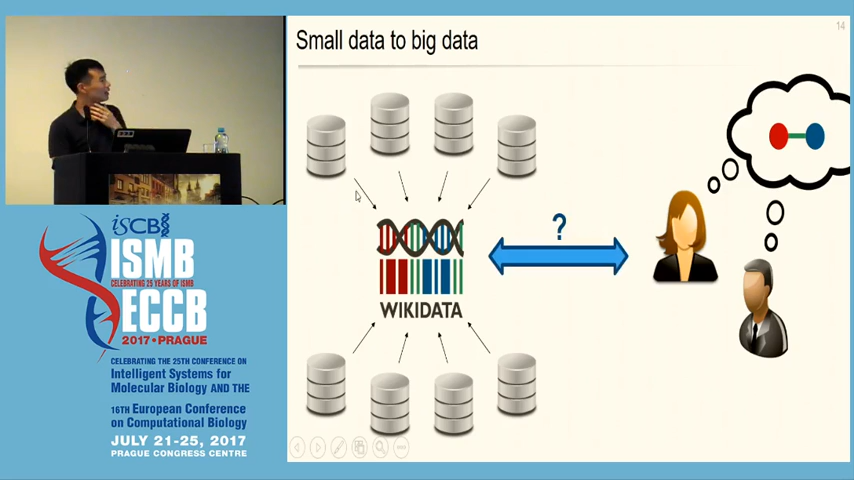 Small data to big data
14
?
WIKIDATA
iSCB
ISMB
CELEBRATING 25 YEARS OF ISMB
ECCB
2017 • PRAGUE
CELEBRATING THE 25TH CONFERENCE ON
Intelligent Systems for
Molecular Biology AND THE
16TH European Conference
on Computational Biology
JULY 21-25, 2017
PRAGUE CONGRESS CENTRE